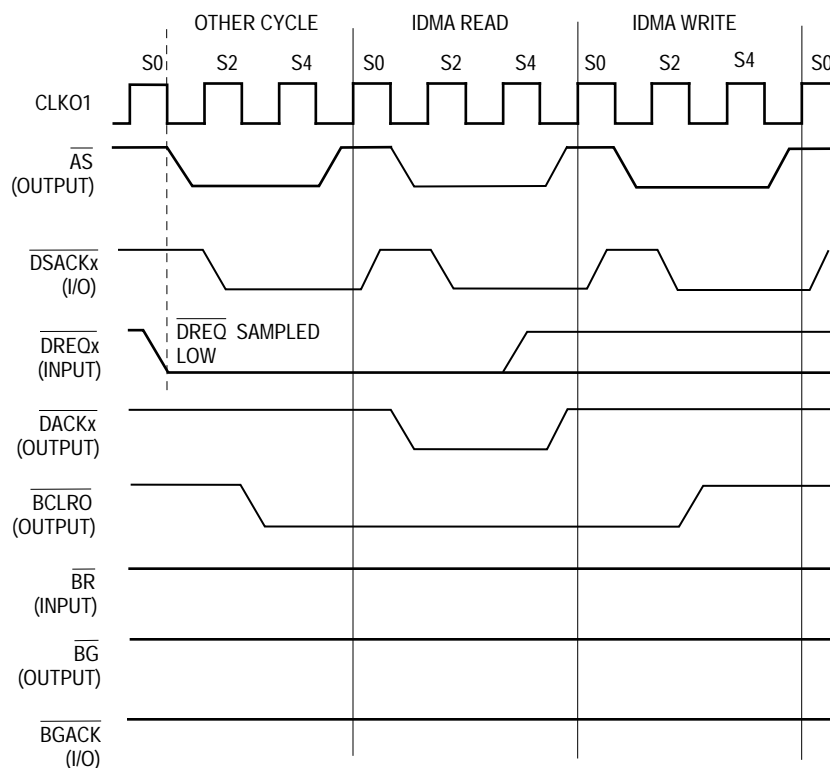 OTHER CYCLE IDMA READ IDMA WRITE
S0 S2 S4 S0 S2 S4 S0 S2 S4 S0
CLKO1
AS
(OUTPUT)
DSACKx
(I/O)
DREQx
(INPUT)
DREQ SAMPLED
LOW
DACKx
(OUTPUT)
BCLRO
(OUTPUT)
BR
(INPUT)
BG
(OUTPUT)
BGACK
(I/O)